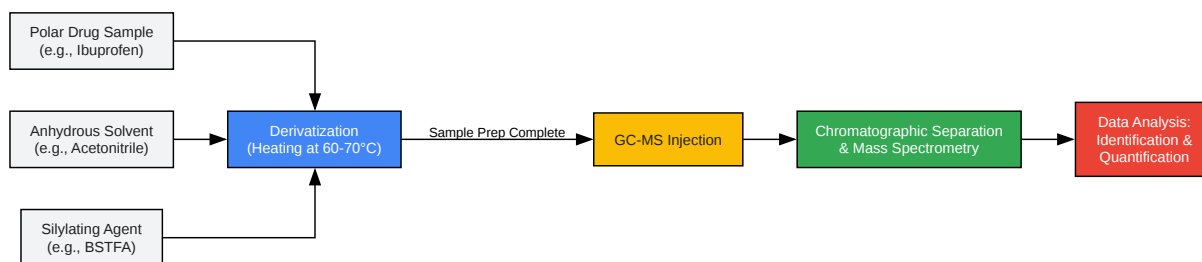 Polar Drug Sample
(e.g., Ibuprofen)
Anhydrous Solvent
(e.g., Acetonitrile)
Silylating Agent
(e.g., BSTFA)
Derivatization
(Heating at 60-70°C)
Sample Prep Complete
GC-MS Injection
Chromatographic Separation
& Mass Spectrometry
Data Analysis:
Identification &
Quantification